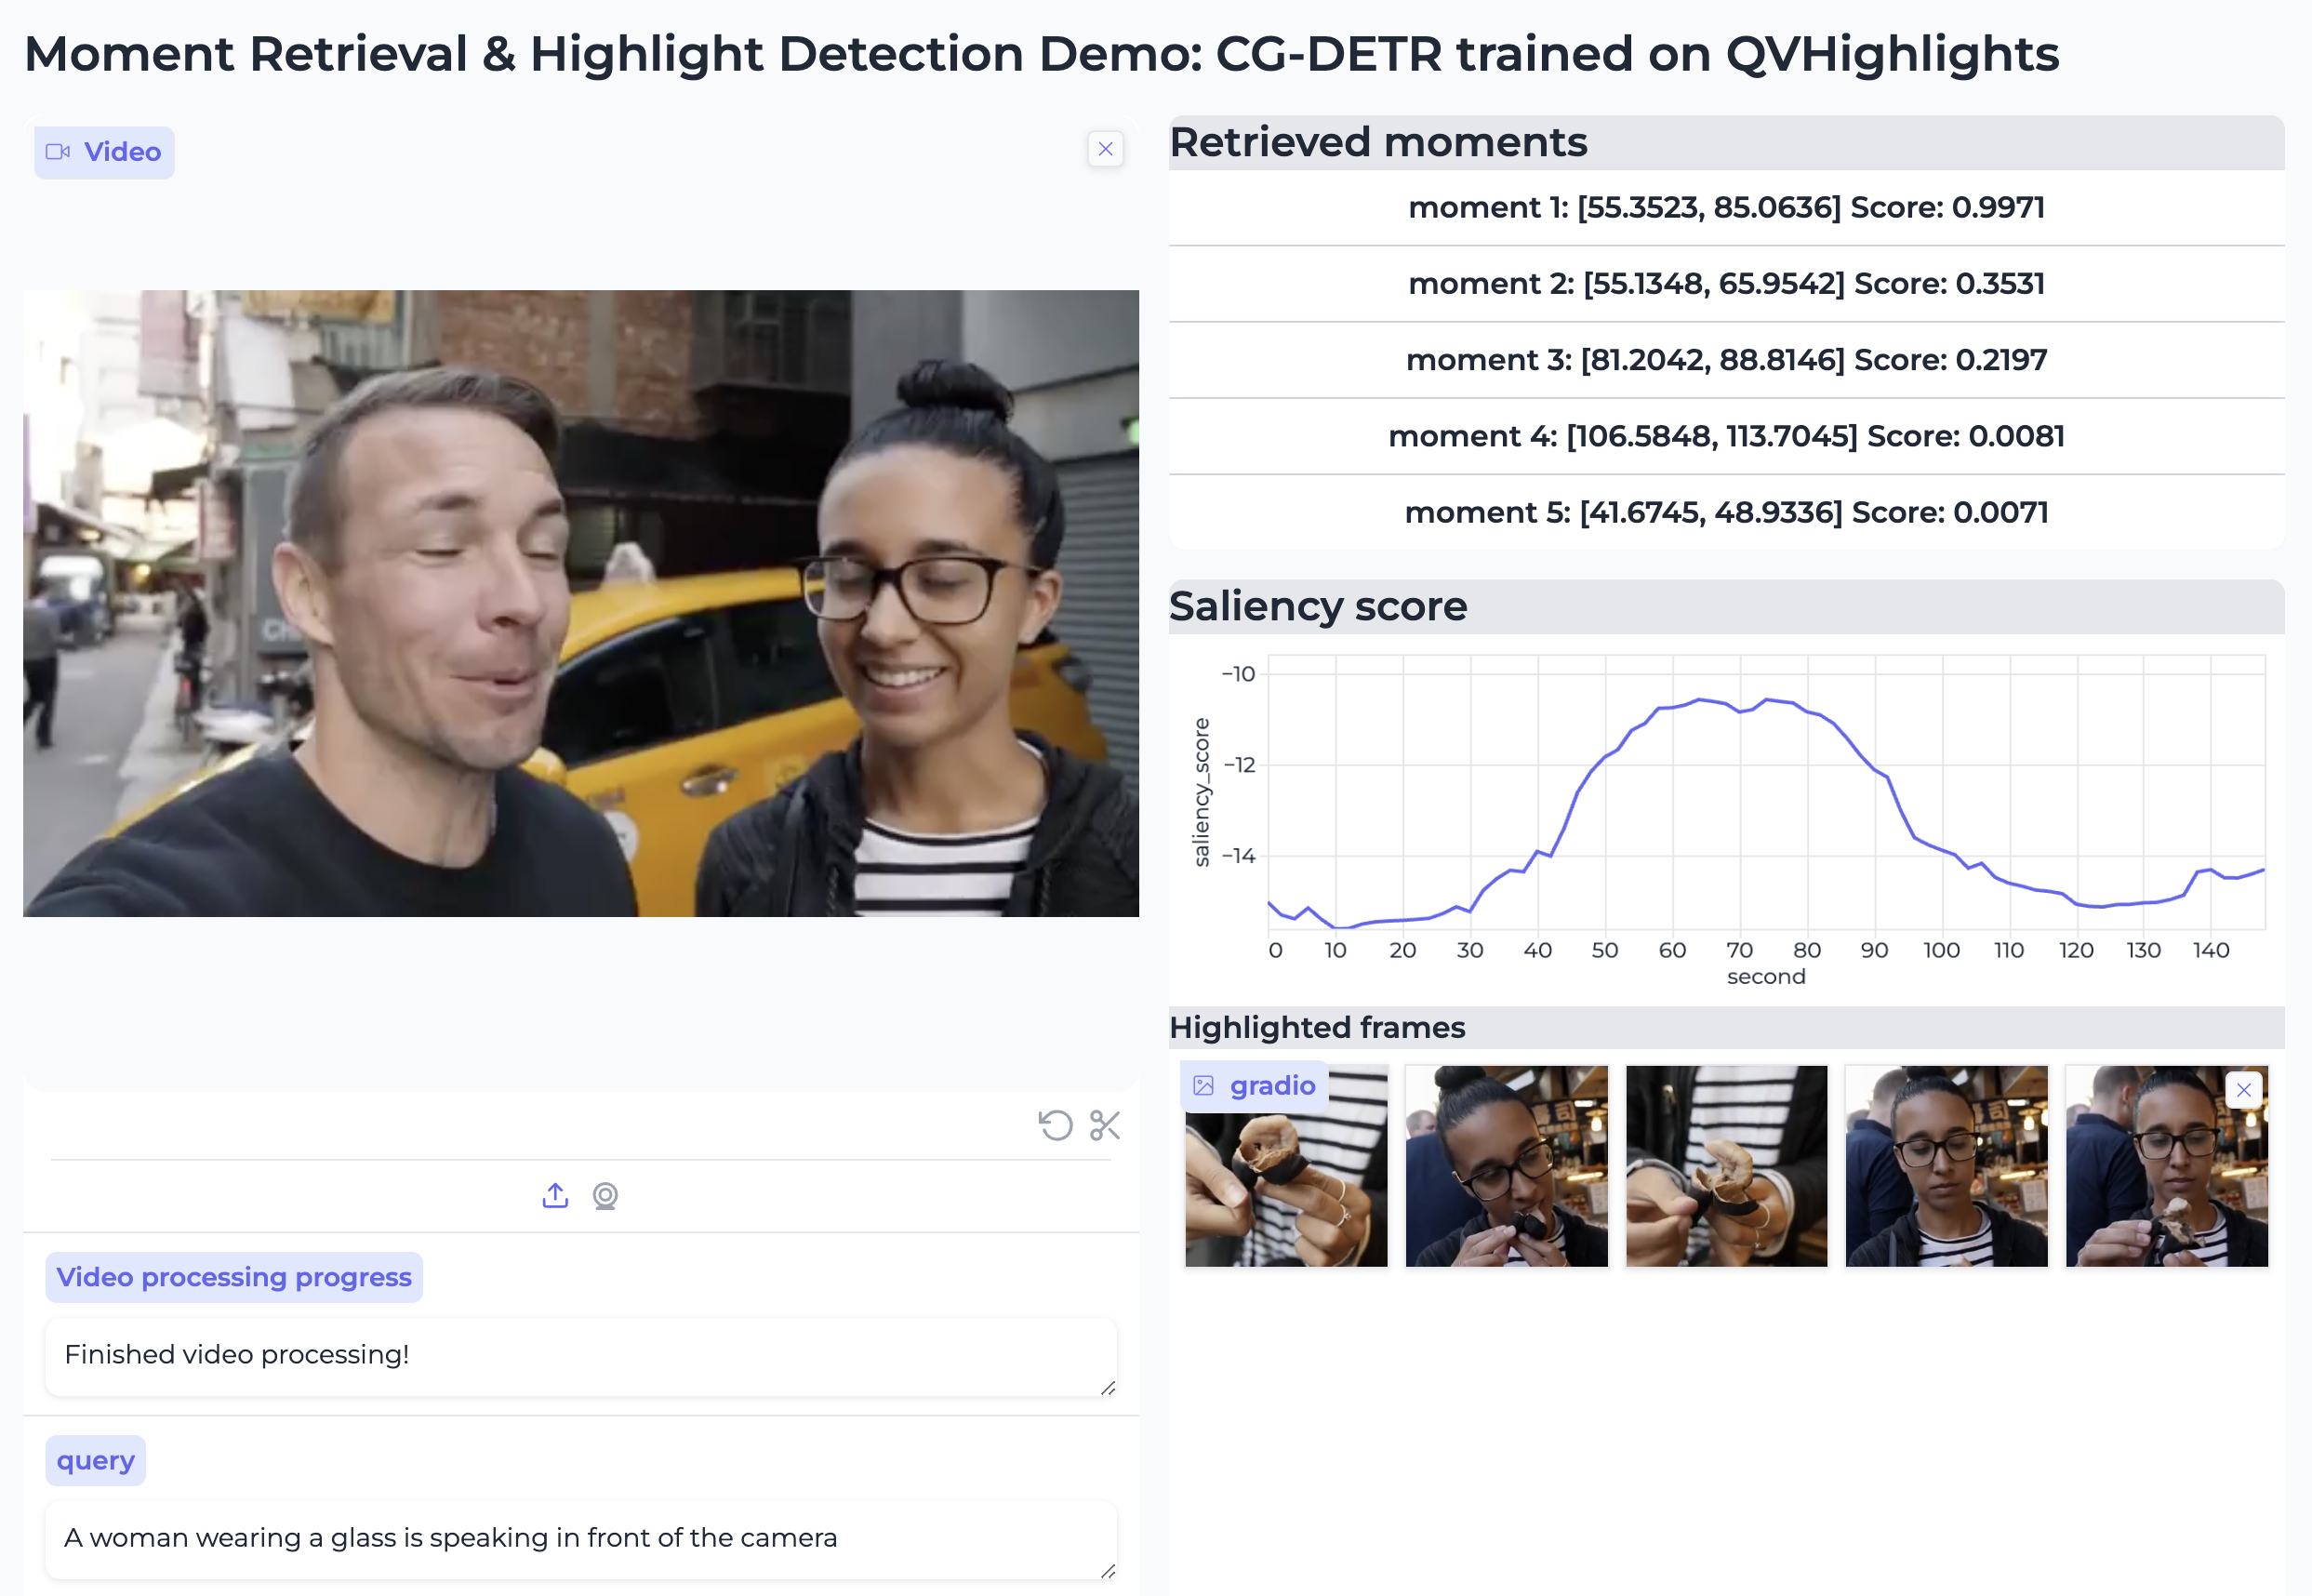 Moment Retrieval & Highlight Detection Demo: CG-DETR trained on QVHighlights
Video
Video processing progress
Finished video processing!
query
A woman wearing a glass is speaking in front of the camera
Retrieved moments
moment 1: [55.3523, 85.0636] Score: 0.9971
moment 2: [55.1348, 65.9542] Score: 0.3531
moment 3: [81.2042, 88.8146] Score: 0.2197
moment 4: [106.5848, 113.7045] Score: 0.0081
moment 5: [41.6745, 48.9336] Score: 0.0071
Saliency score
−10
−12
−14
saliency_score
0 10 20 30 40 50 60 70 80 90 100 110 120 130 140
second
Highlighted frames
gradio